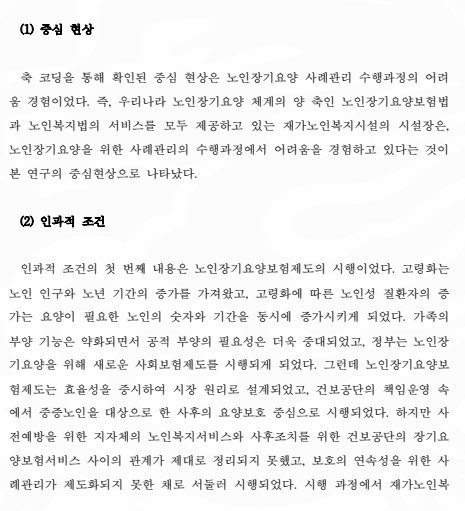 (1) 중심 현상
축 코딩을 통해 확인된 중심 현상은 노인장기요양 사례관리 수행과정의 어려
움 경험이었다. 즉, 우리나라 노인장기요양 체계의 양 축인 노인장기요양보험법
과 노인복지법의 서비스를 모두 제공하고 있는 재가노인복지시설의 시설장은,
노인장기요양을 위한 사례관리의 수행과정에서 어려움을 경험하고 있다는 것이
본 연구의 중심현상으로 나타났다.
(2) 인과적 조건
인과적 조건의 첫 번째 내용은 노인장기요양보험제도의 시행이었다. 고령화는
노인 인구와 노년 기간의 증가를 가져왔고, 고령화에 따른 노인성 질환자의 증
가는 요양이 필요한 노인의 숫자와 기간을 동시에 증가시키게 되었다. 가족의
부양 기능은 약화되면서 공적 부양의 필요성은 더욱 증대되었고, 정부는 노인장
기요양을 위해 새로운 사회보험제도를 시행되게 되었다. 그런데 노인장기요양보
험제도는 효율성을 중시하여 시장 원리로 설계되었고, 건보공단의 책임운영 속
에서 중증노인을 대상으로 한 사후의 요양보호 중심으로 시행되었다. 하지만 사
전예방을 위한 지자체의 노인복지서비스와 사후조치를 위한 건보공단의 장기요
양보험서비스 사이의 관계가 제대로 정리되지 못했고, 보호의 연속성을 위한 사
례관리가 제도화되지 못한 채로 서둘러 시행되었다. 시행 과정에서 재가노인복